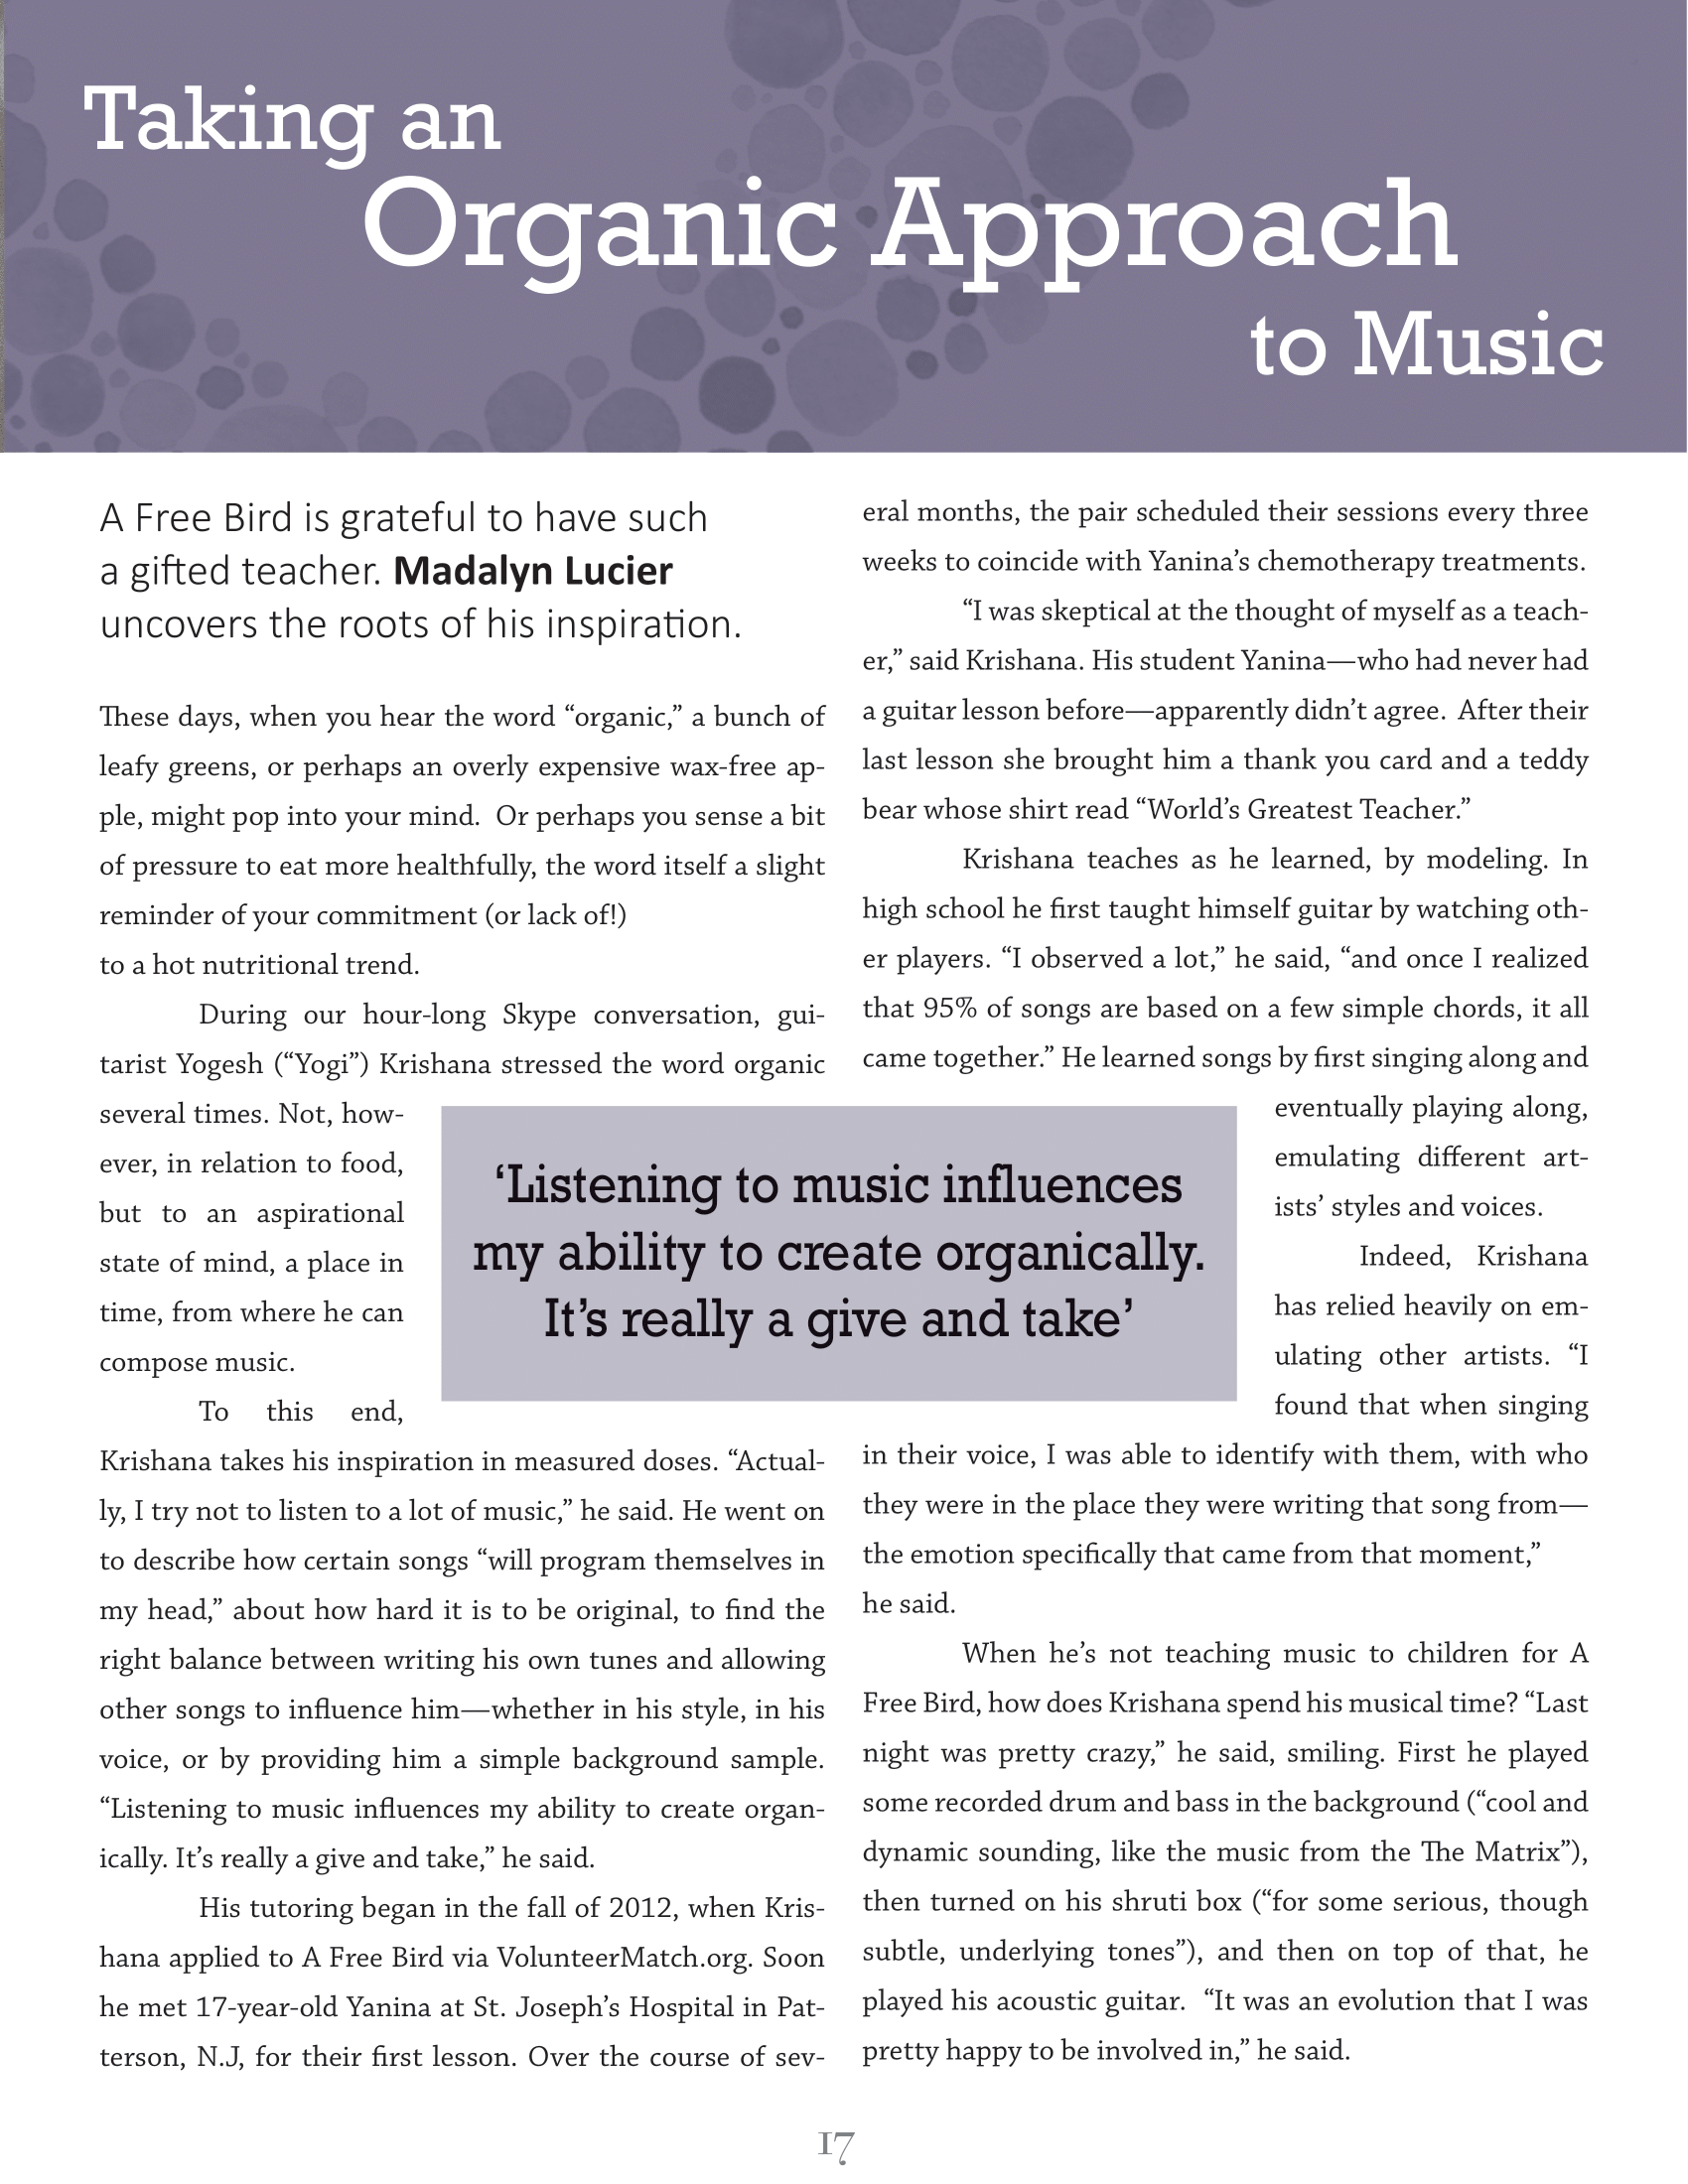 Taking an
Organic Approach
to Music
A Free Bird is grateful to have such
a gifted teacher. Madalyn Lucier
uncovers the roots of his inspiration.
These days, when you hear the word “organic,” a bunch of
leafy greens, or perhaps an overly expensive wax-free ap-
ple, might pop into your mind.  Or perhaps you sense a bit
of pressure to eat more healthfully, the word itself a slight
reminder of your commitment (or lack of!)
to a hot nutritional trend.
During our hour-long Skype conversation, gui-
tarist Yogesh (“Yogi”) Krishana stressed the word organic
several times. Not, how-
ever, in relation to food,
but to an aspirational
state of mind, a place in
time, from where he can
compose music.
To this end,
Krishana takes his inspiration in measured doses. “Actual-
ly, I try not to listen to a lot of music,” he said. He went on
to describe how certain songs “will program themselves in
my head,” about how hard it is to be original, to find the
right balance between writing his own tunes and allowing
other songs to influence him—whether in his style, in his
voice, or by providing him a simple background sample.
“Listening to music influences my ability to create organ-
ically. It’s really a give and take,” he said.
His tutoring began in the fall of 2012, when Kris-
hana applied to A Free Bird via VolunteerMatch.org. Soon
he met 17-year-old Yanina at St. Joseph’s Hospital in Pat-
terson, N.J, for their first lesson. Over the course of sev-
‘Listening to music influences
my ability to create organically.
It’s really a give and take’
eral months, the pair scheduled their sessions every three
weeks to coincide with Yanina’s chemotherapy treatments.
“I was skeptical at the thought of myself as a teach-
er,” said Krishana. His student Yanina—who had never had
a guitar lesson before—apparently didn’t agree.  After their
last lesson she brought him a thank you card and a teddy
bear whose shirt read “World’s Greatest Teacher.”
Krishana teaches as he learned, by modeling. In
high school he first taught himself guitar by watching oth-
er players. “I observed a lot,” he said, “and once I realized
that 95% of songs are based on a few simple chords, it all
came together.” He learned songs by first singing along and
eventually playing along,
emulating different art-
ists’ styles and voices.
Indeed, Krishana
has relied heavily on em-
ulating other artists. “I
found that when singing
in their voice, I was able to identify with them, with who
they were in the place they were writing that song from—
the emotion specifically that came from that moment,”
he said.
When he’s not teaching music to children for A
Free Bird, how does Krishana spend his musical time? “Last
night was pretty crazy,” he said, smiling. First he played
some recorded drum and bass in the background (“cool and
dynamic sounding, like the music from the The Matrix”),
then turned on his shruti box (“for some serious, though
subtle, underlying tones”), and then on top of that, he
played his acoustic guitar.  “It was an evolution that I was
pretty happy to be involved in,” he said.
17